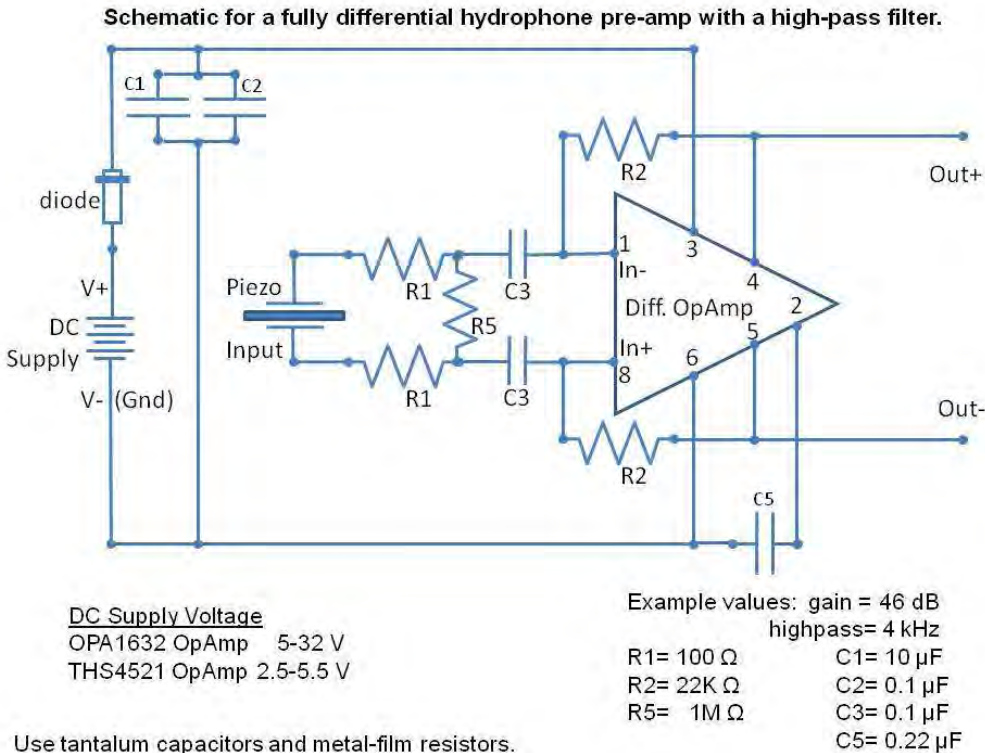 Schematic for a fully differential hydrophone pre-amp with a high-pass filter.
C1
C2
diode
V+
DC
Supply
V- (Gnd)
Piezo
Input
R1
R1
R5
C3
C3
R2
R2
1
In-
Diff. OpAmp
In+
8
3
4
2
5
6
Out+
Out-
C5
DC Supply Voltage
OPA1632 OpAmp 5-32 V
THS4521 OpAmp 2.5-5.5 V
Example values: gain = 46 dB
highpass= 4 kHz
R1= 100 Ω C1= 10 µF
R2= 22K Ω C2= 0.1 µF
R5= 1M Ω C3= 0.1 µF
C5= 0.22 µF
Use tantalum capacitors and metal-film resistors.